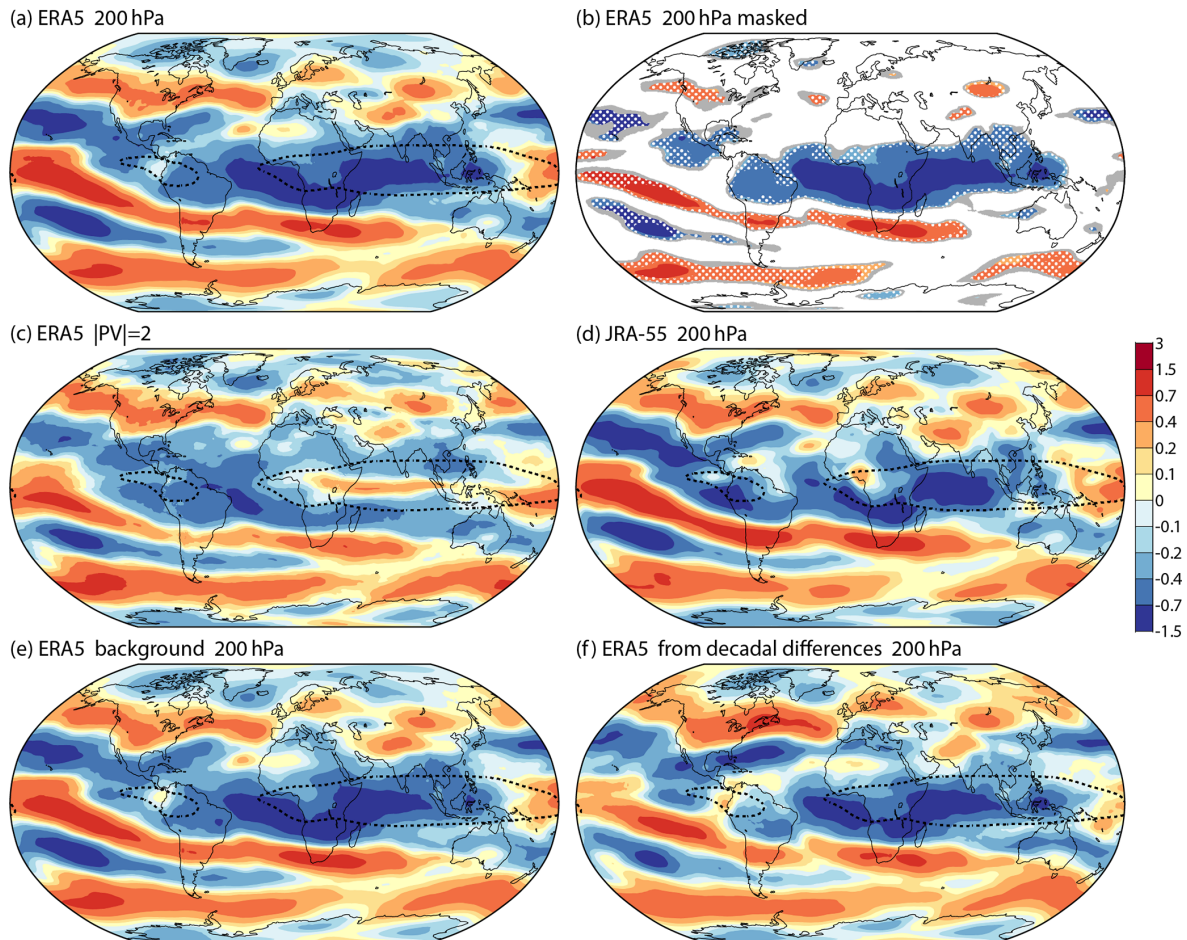 (a) ERA5 200 hPa
(b) ERA5 200 hPa masked
(c) ERA5 |PV|=2
(d) JRA-55 200 hPa
3
1.5
0.7
0.4
0.2
0.1
0
-0.1
-0.2
-0.4
-0.7
-1.5
(e) ERA5 background 200 hPa
(f) ERA5 from decadal differences 200 hPa